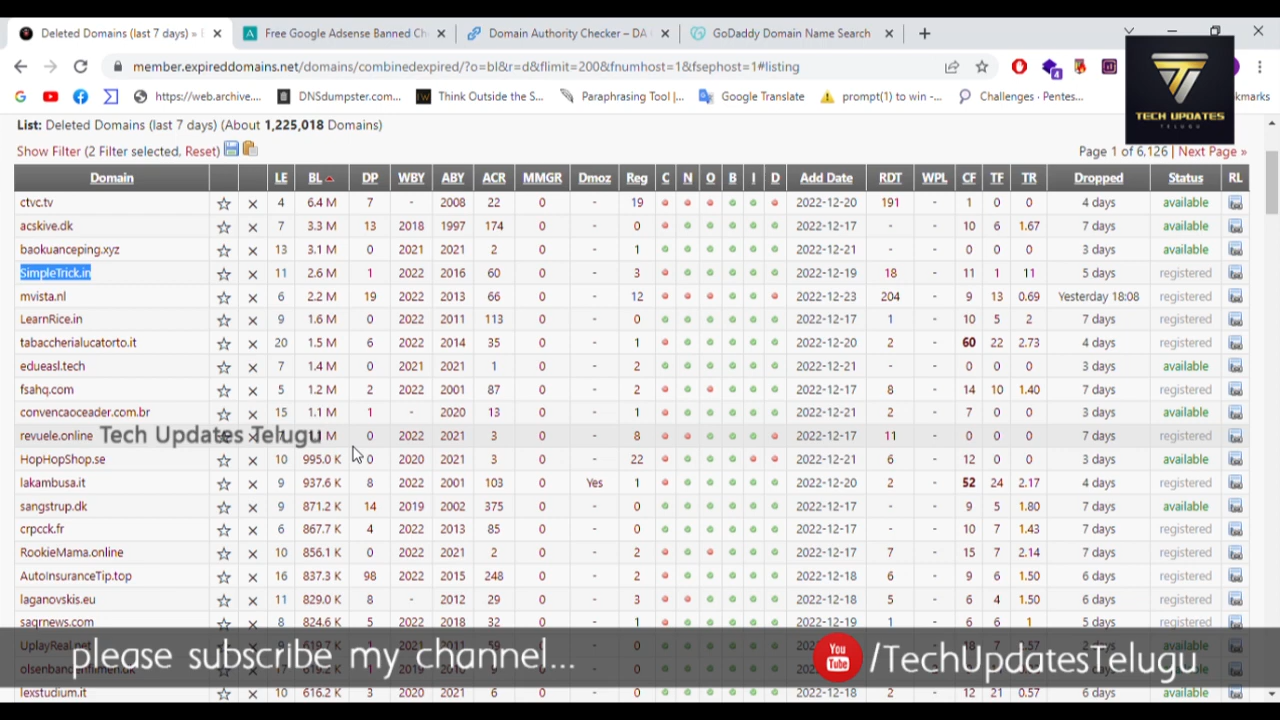 Deleted Domains (last 7 days) » E
Free Google Adsense Banned Ch
Domain Authority Checker – DA C
GoDaddy Domain Name Search
member.expireddomains.net/domains/combinedexpired/?o=bl&r=d&flimit=200&fnumhost=1&fsephost=1#listing
https://web.archive....
DNSdumpster.com...
Think Outside the S...
Paraphrasing Tool |...
Google Translate
prompt(1) to win -...
Challenges · Pentes...
kmarks
TECH UPDATES
TELUGU
List: Deleted Domains (last 7 days) (About 1,225,018 Domains)
Show Filter (2 Filter selected, Reset)
Page 1 of 6,126 | Next Page »
Domain LE BL DP WBY ABY ACR MMGR Dmoz Reg C N O B I D Add Date RDT WPL CF TF TR Dropped Status RL
ctvc.tv 4 6.4 M 7 - 2008 22 0 - 19 2022-12-20 191 - 1 0 0 4 days available
acskive.dk 7 3.3 M 13 2018 1997 174 0 - 0 2022-12-17 - - 10 6 1.67 7 days available
baokuanceping.xyz 13 3.1 M 0 2021 2021 2 0 - 1 2022-12-21 - - 0 0 0 3 days available
SimpleTrick.in 11 2.6 M 1 2022 2016 60 0 - 3 2022-12-19 18 - 11 1 11 5 days registered
mvista.nl 6 2.2 M 19 2022 2013 66 0 - 12 2022-12-23 204 - 9 13 0.69 Yesterday 18:08 registered
LearnRice.in 9 1.6 M 0 2022 2011 113 0 - 0 2022-12-17 1 - 10 5 2 7 days registered
tabaccherialucatorto.it 20 1.5 M 6 2022 2014 35 0 - 1 2022-12-20 2 - 60 22 2.73 4 days registered
edueasl.tech 7 1.4 M 0 2021 2021 1 0 - 2 2022-12-21 - - 0 0 0 3 days available
fsahq.com 5 1.2 M 2 2022 2001 87 0 - 2 2022-12-17 8 - 14 10 1.40 7 days registered
convencaoceader.com.br 15 1.1 M 1 - 2020 13 0 - 1 2022-12-21 2 - 7 0 0 3 days available
revuele.online M 0 2022 2021 3 0 - 8 2022-12-17 11 - 0 0 0 7 days registered
Tech Updates Telugu
HopHopShop.se 10 995.0 K 0 2020 2021 3 0 - 22 2022-12-21 6 - 12 0 0 3 days available
lakambusa.it 9 937.6 K 8 2022 2001 103 0 Yes 1 2022-12-20 2 - 52 24 2.17 4 days registered
sangstrup.dk 9 871.2 K 14 2019 2002 375 0 - 0 2022-12-17 - - 9 5 1.80 7 days available
crpcck.fr 6 867.7 K 4 2022 2013 85 0 - 0 2022-12-17 - - 10 7 1.43 7 days registered
RookieMama.online 10 856.1 K 0 2022 2021 2 0 - 2 2022-12-17 7 - 15 7 2.14 7 days registered
AutoInsuranceTip.top 16 837.3 K 98 2022 2015 248 0 - 2 2022-12-18 6 - 9 6 1.50 6 days registered
laganovskis.eu 11 829.0 K 8 - 2012 29 0 - 3 2022-12-18 5 - 6 4 1.50 6 days registered
sagrnews.com 8 824.6 K 5 2022 2018 32 0 - 1 2022-12-19 1 - 6 6 1 5 days registered
please subscribe my channel...
You Tube /TechUpdatesTelugu
lexstudium.it 10 616.2 K 3 2020 2021 6 0 - 0 2022-12-18 2 - 12 21 0.57 6 days available